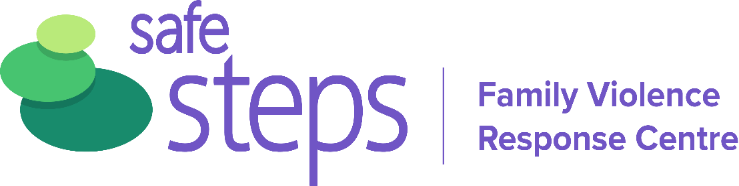 safe
steps
Family Violence
Response Centre